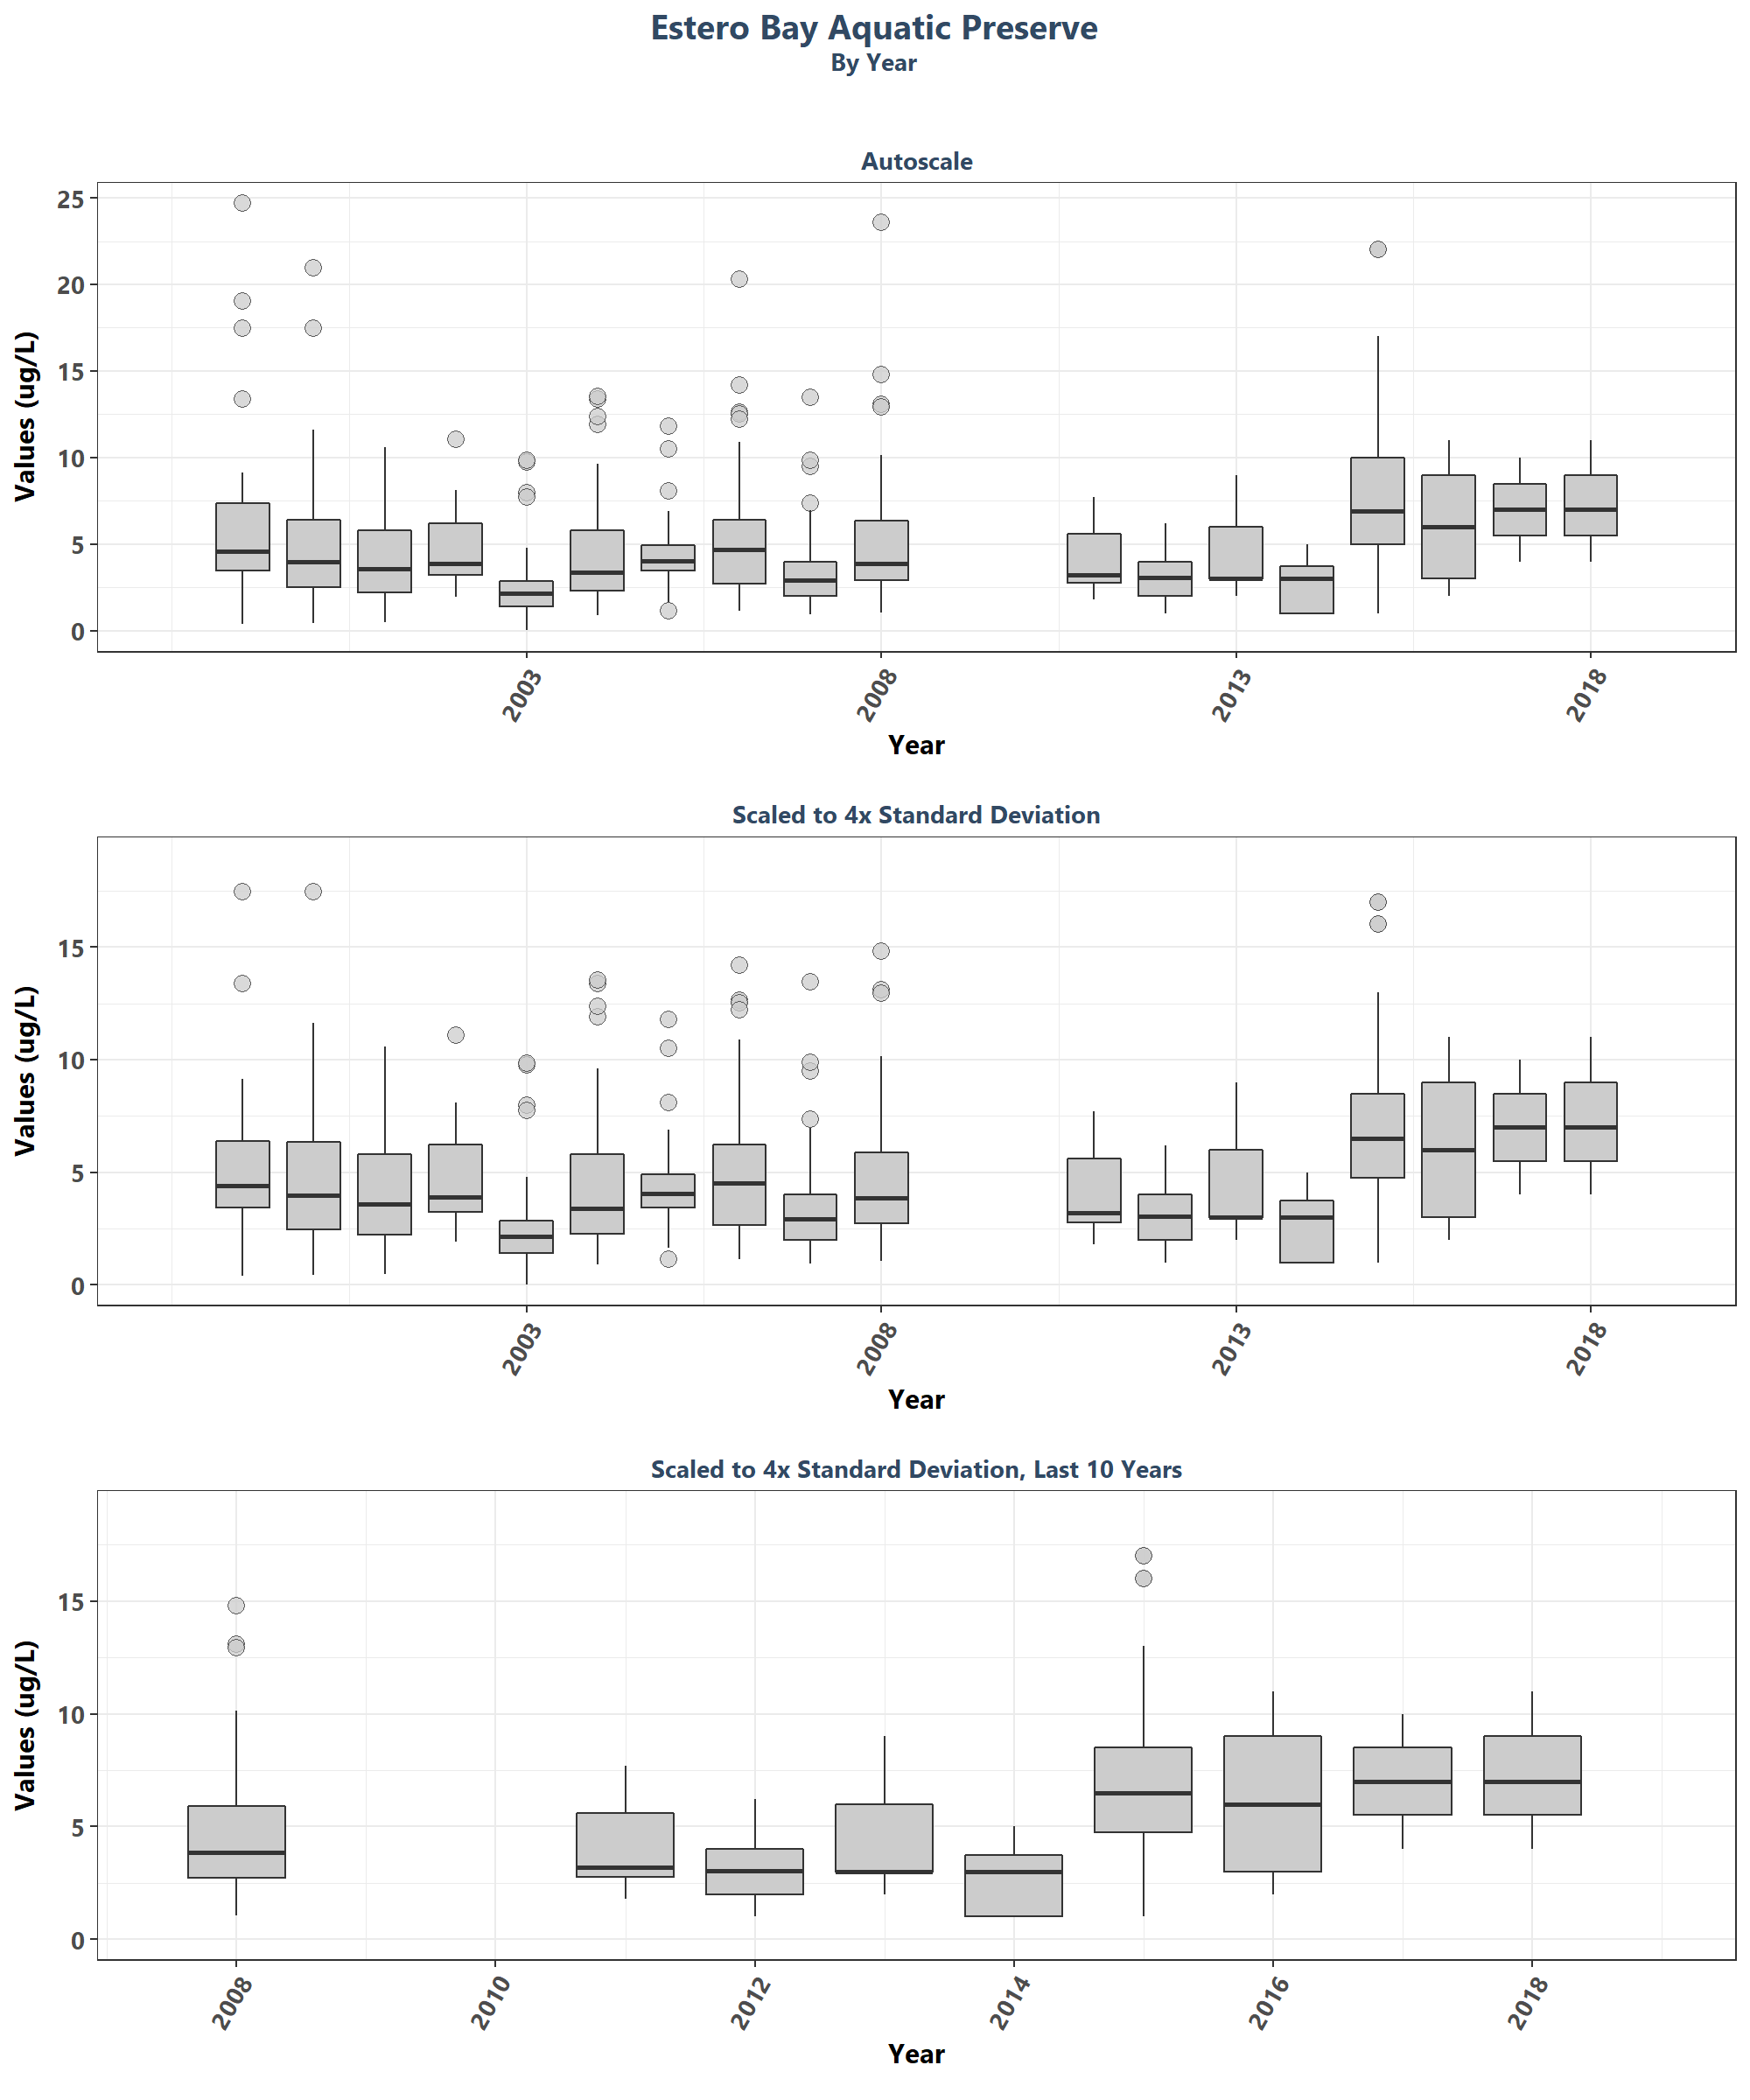 Estero Bay Aquatic Preserve
By Year
Autoscale
Values (ug/L)
25
20
15
10
5
0
2003
2008
2013
2018
Year
Scaled to 4x Standard Deviation
Values (ug/L)
15
10
5
0
2003
2008
2013
2018
Year
Scaled to 4x Standard Deviation, Last 10 Years
Values (ug/L)
15
10
5
0
2008
2010
2012
2014
2016
2018
Year